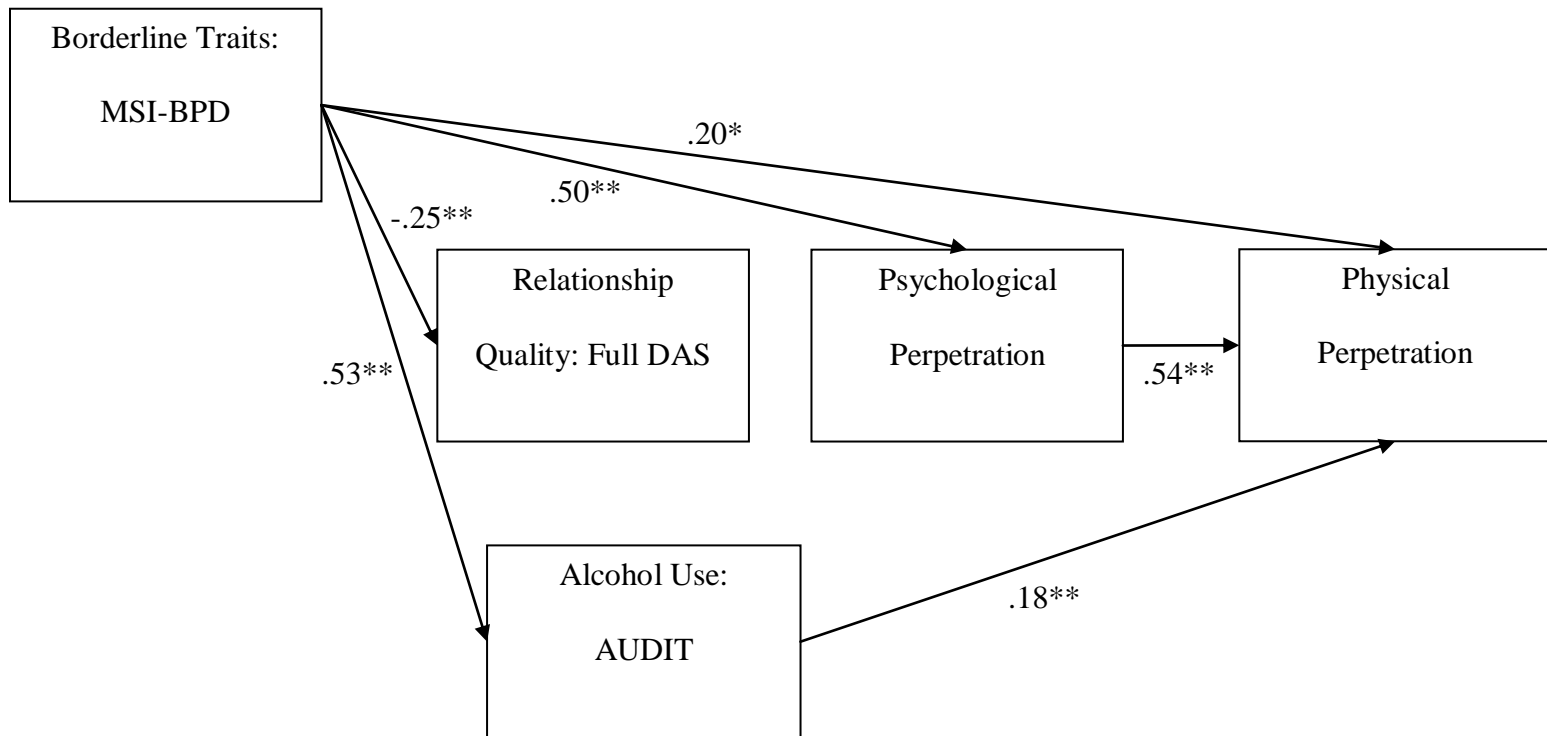 Borderline Traits:
MSI-BPD
.20*
.50**
-.25**
.53**
Relationship
Quality: Full DAS
Psychological
Perpetration
.54**
Physical
Perpetration
Alcohol Use:
AUDIT
.18**